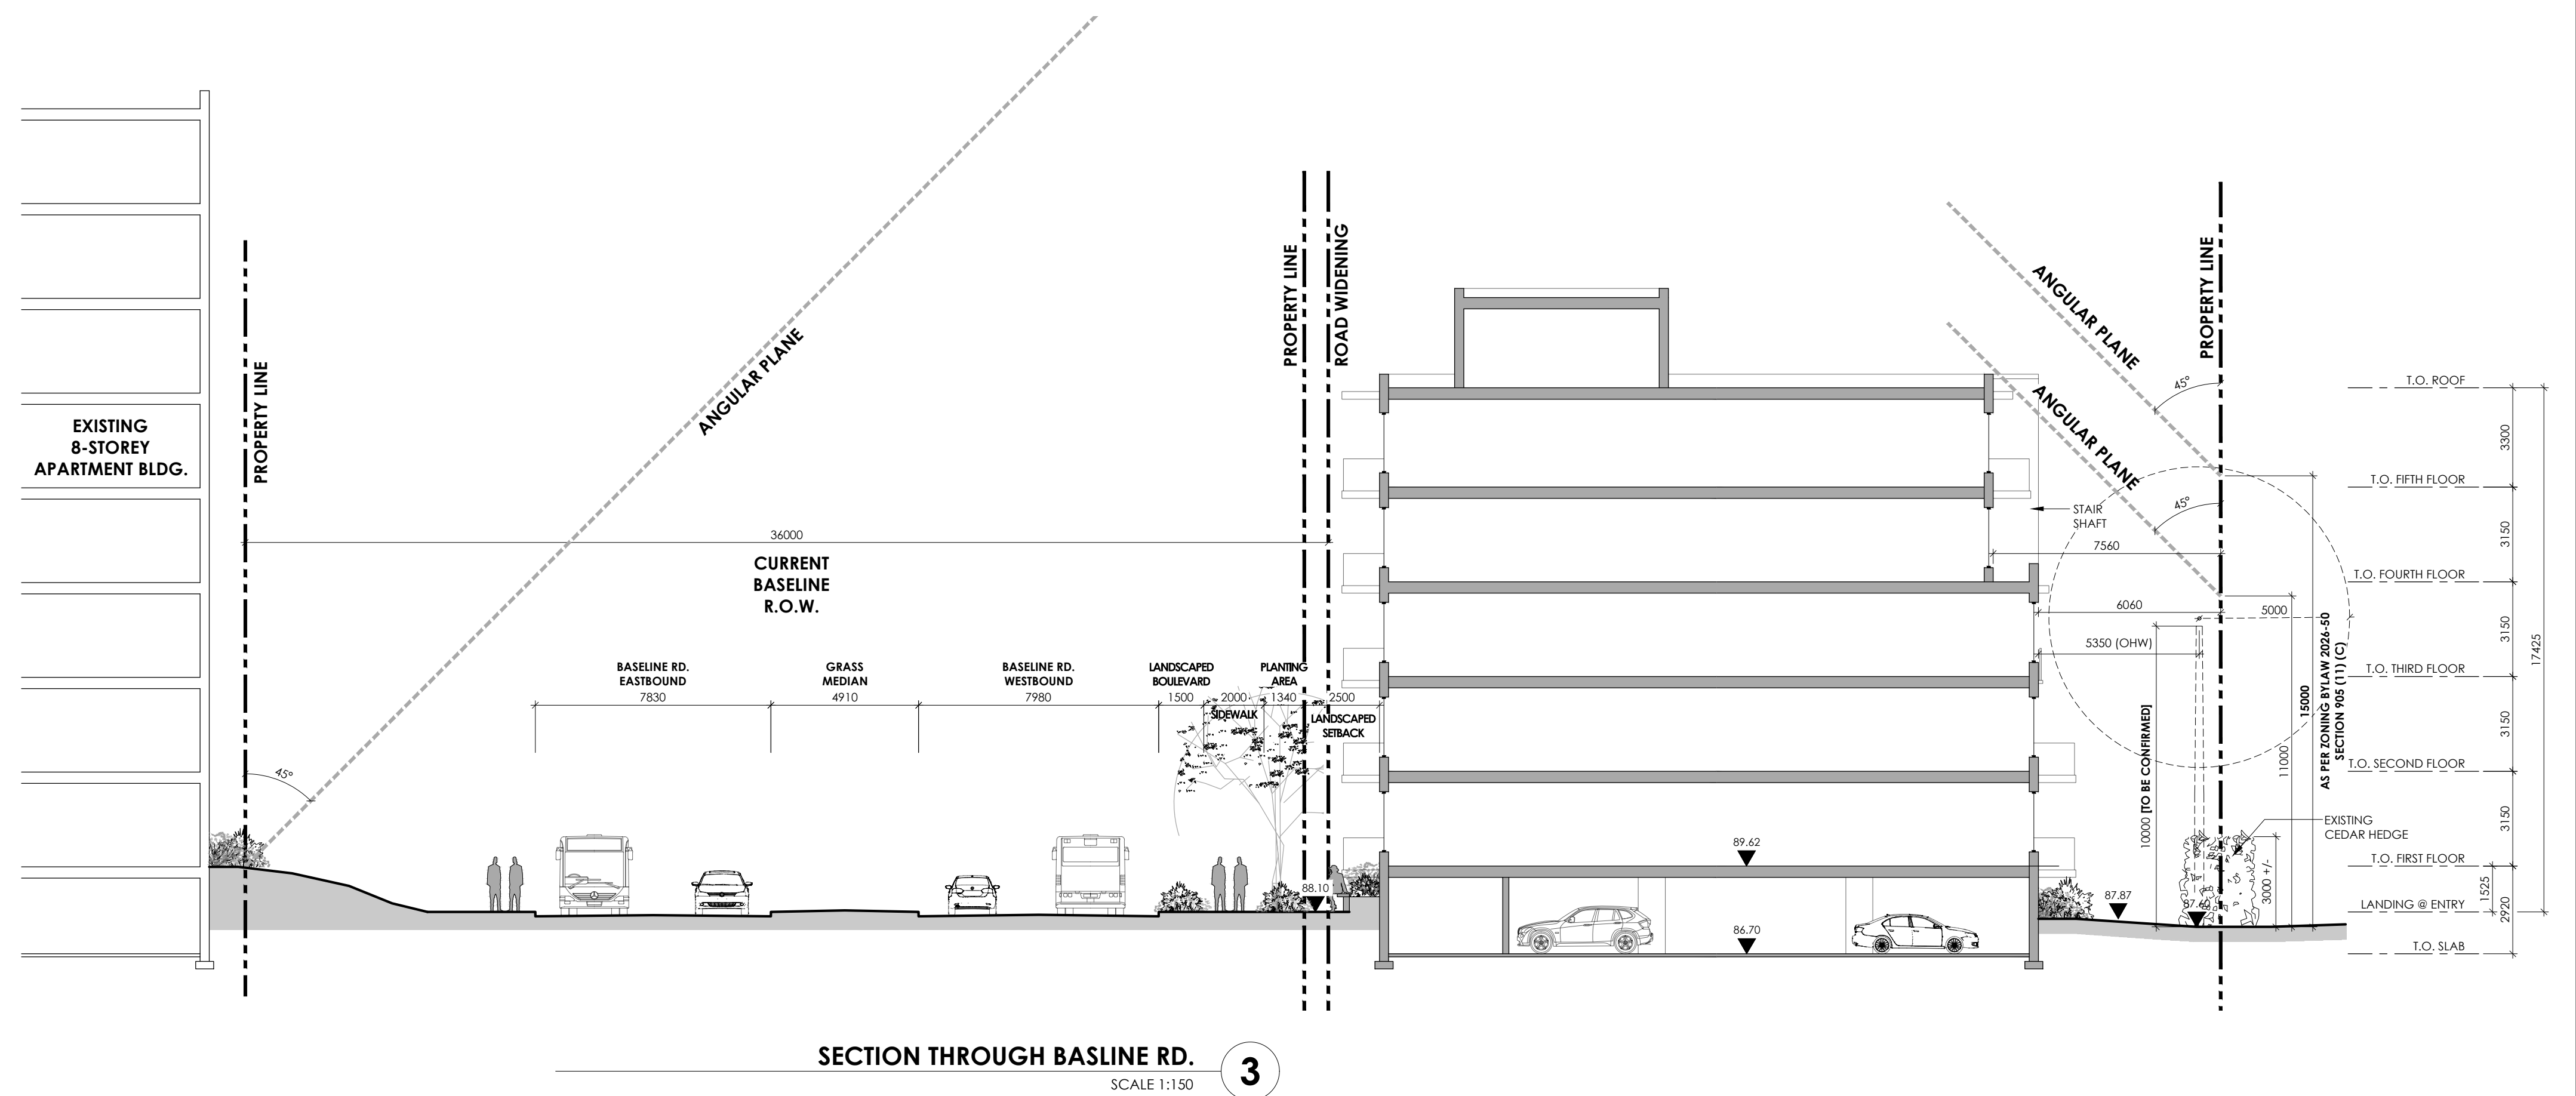 EXISTING
8-STOREY
APARTMENT BLDG.
PROPERTY LINE
45°
ANGULAR PLANE
36000
CURRENT
BASELINE
R.O.W.
BASELINE RD.
EASTBOUND
7830
GRASS
MEDIAN
4910
BASELINE RD.
WESTBOUND
7980
LANDSCAPED
BOULEVARD
1500
2000
SIDEWALK
PLANTING
AREA
1340
2500
LANDSCAPED
SETBACK
PROPERTY LINE
ROAD WIDENING
88.10
89.62
86.70
STAIR
SHAFT
ANGULAR PLANE
45°
ANGULAR PLANE
45°
PROPERTY LINE
7560
6060
5000
5350 (OHW)
10000 [TO BE CONFIRMED]
11000
15000
AS PER ZONING BYLAW 2026-50
SECTION 905 (11) (C)
EXISTING
CEDAR HEDGE
3000 +/-
87.87
T.O. ROOF
3300
T.O. FIFTH FLOOR
3150
T.O. FOURTH FLOOR
3150
T.O. THIRD FLOOR
3150
T.O. SECOND FLOOR
3150
T.O. FIRST FLOOR
1525
LANDING @ ENTRY
2920
T.O. SLAB
17425
SECTION THROUGH BASLINE RD.
3
SCALE 1:150